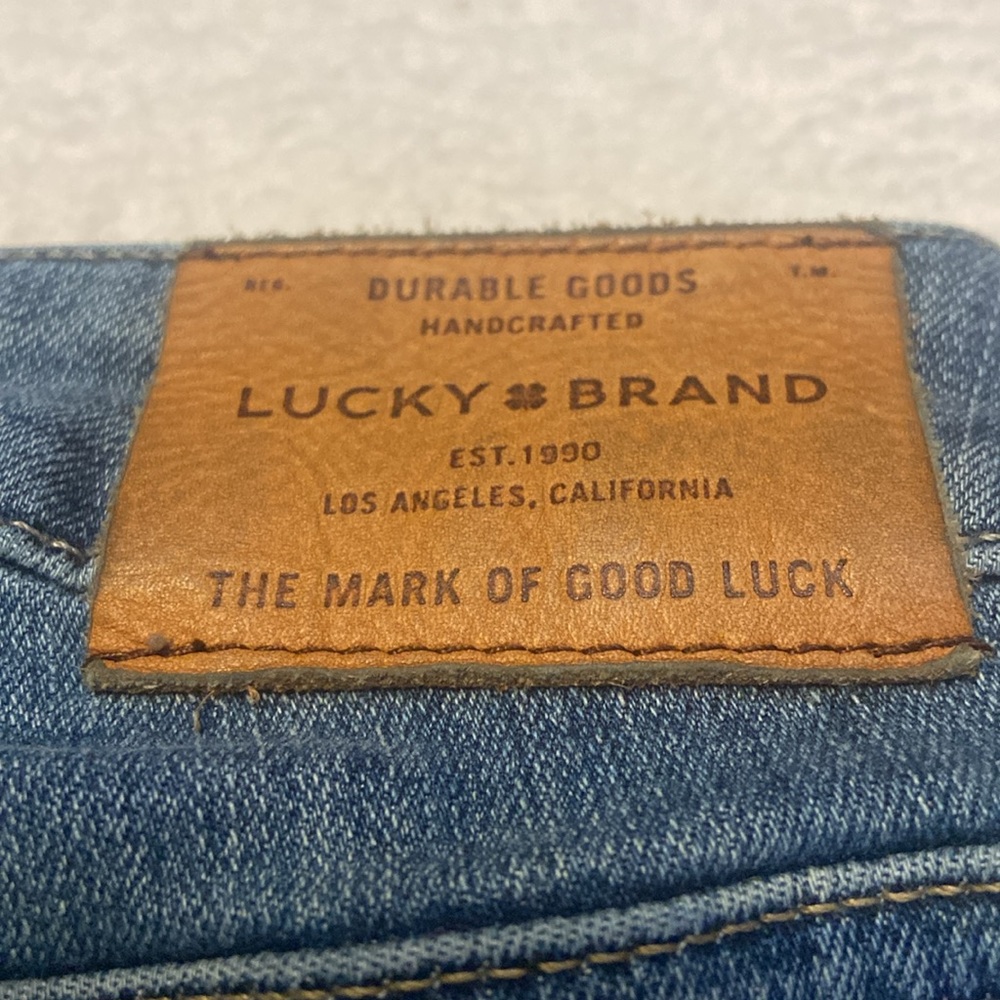 REG. DURABLE GOODS T.M.
HANDCRAFTED
LUCKY BRAND
EST. 1990
LOS ANGELES, CALIFORNIA
THE MARK OF GOOD LUCK